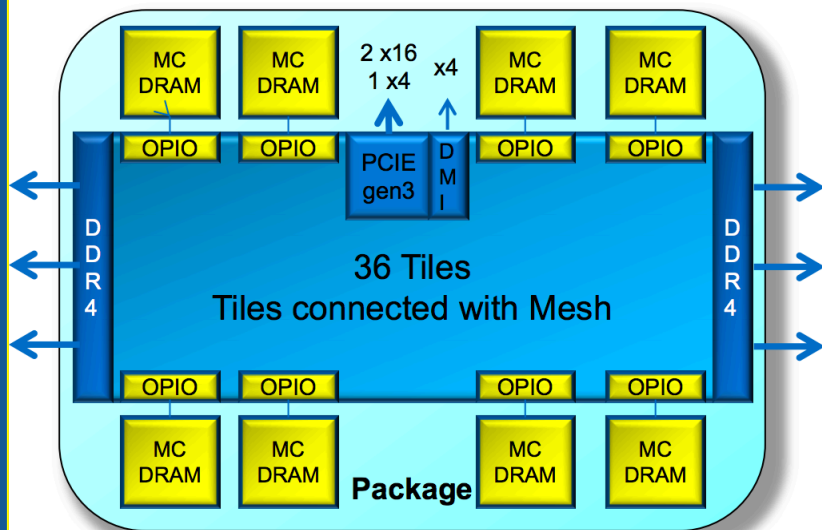 MC
DRAM
MC
DRAM
2 x16
1 x4
x4
MC
DRAM
MC
DRAM
OPIO
OPIO
PCIE
gen3
D
M
I
OPIO
OPIO
D
D
R
4
36 Tiles
Tiles connected with Mesh
D
D
R
4
OPIO
OPIO
OPIO
OPIO
MC
DRAM
MC
DRAM
Package
MC
DRAM
MC
DRAM